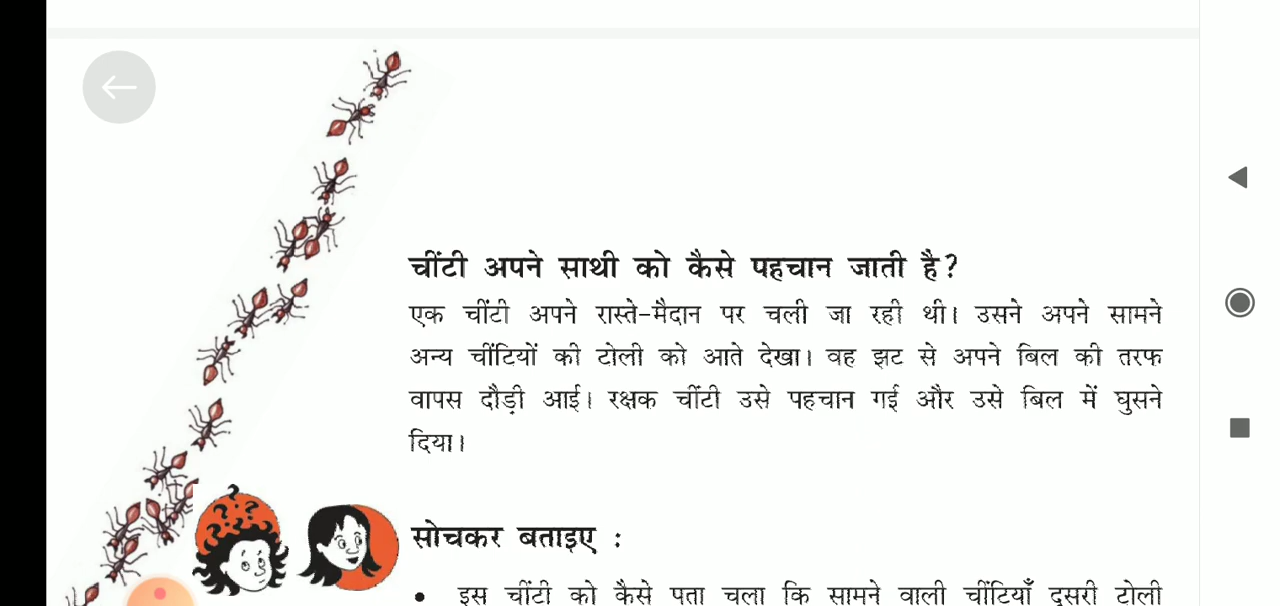 चींटी अपने साथी को कैसे पहचान जाती है?
एक चींटी अपने रास्ते-मैदान पर चली जा रही थी। उसने अपने सामने
अन्य चींटियों की टोली को आते देखा। वह झट से अपने बिल की तरफ
वापस दौड़ी आई। रक्षक चींटी उसे पहचान गई और उसे बिल में घुसने
दिया।
सोचकर बताइए :
• इस चींटी को कैसे पता चला कि सामने वाली चींटियाँ दूसरी टोली